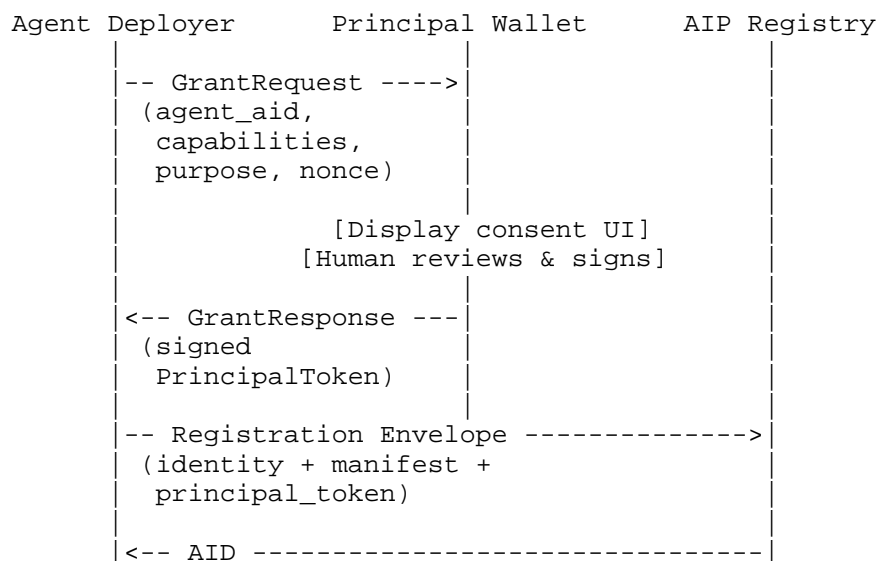 Agent Deployer      Principal Wallet      AIP Registry
-- GrantRequest ---->
(agent_aid,
capabilities,
purpose, nonce)
[Display consent UI]
[Human reviews & signs]
<-- GrantResponse ---
(signed
PrincipalToken)
-- Registration Envelope -------------->
(identity + manifest +
principal_token)
<-- AID --------------------------------